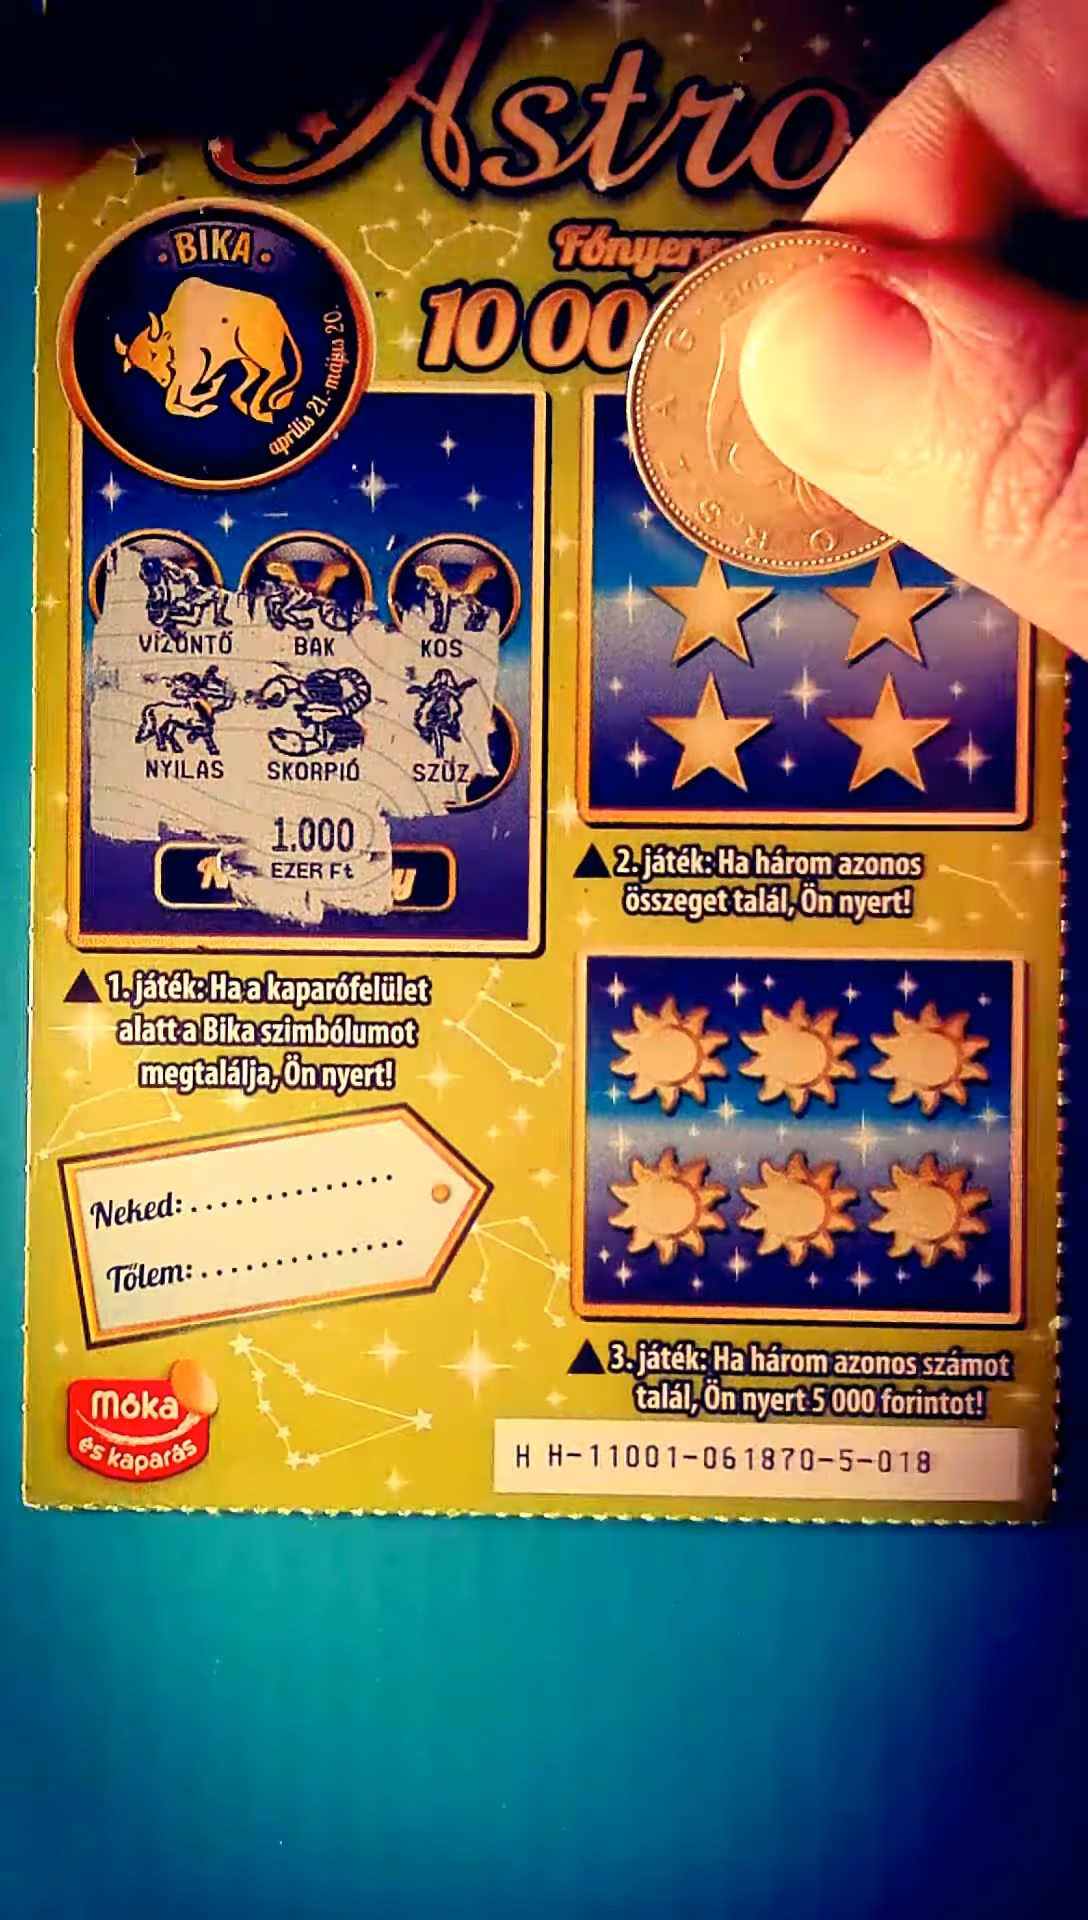 Astro
BIKA
április 21.-május 20.
10 00
ORSZÁG
VÍZÖNTŐ BAK KOS
NYILAS SKORPIÓ SZŰZ
1.000
EZER Ft
1. játék: Ha a kaparófelület
alatt a Bika szimbólumot
megtalálja, Ön nyert!
2. játék: Ha három azonos
összeget talál, Ön nyert!
Neked:..............
Tőlem:..............
3. játék: Ha három azonos számot
talál, Ön nyert 5 000 forintot!
Móka
és kaparás
H H-11001-061870-5-018